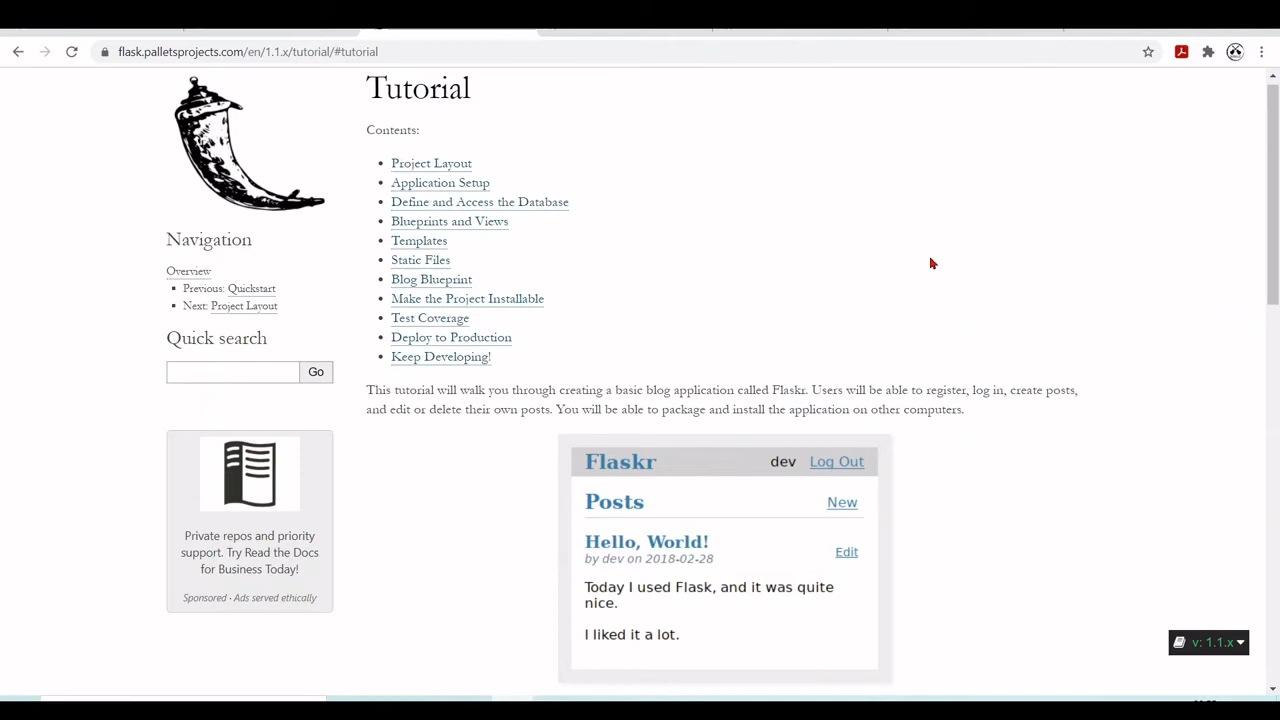 flask.palletsprojects.com/en/1.1.x/tutorial/#tutorial
Tutorial
Contents:
Project Layout
Application Setup
Define and Access the Database
Blueprints and Views
Templates
Static Files
Blog Blueprint
Make the Project Installable
Test Coverage
Deploy to Production
Keep Developing!
Navigation
Overview
Previous: Quickstart
Next: Project Layout
Quick search
Go
Private repos and priority
support. Try Read the Docs
for Business Today!
Sponsored · Ads served ethically
This tutorial will walk you through creating a basic blog application called Flaskr. Users will be able to register, log in, create posts,
and edit or delete their own posts. You will be able to package and install the application on other computers.
Flaskr dev Log Out
Posts New
Hello, World!
by dev on 2018-02-28 Edit
Today I used Flask, and it was quite
nice.
I liked it a lot.
v: 1.1.x